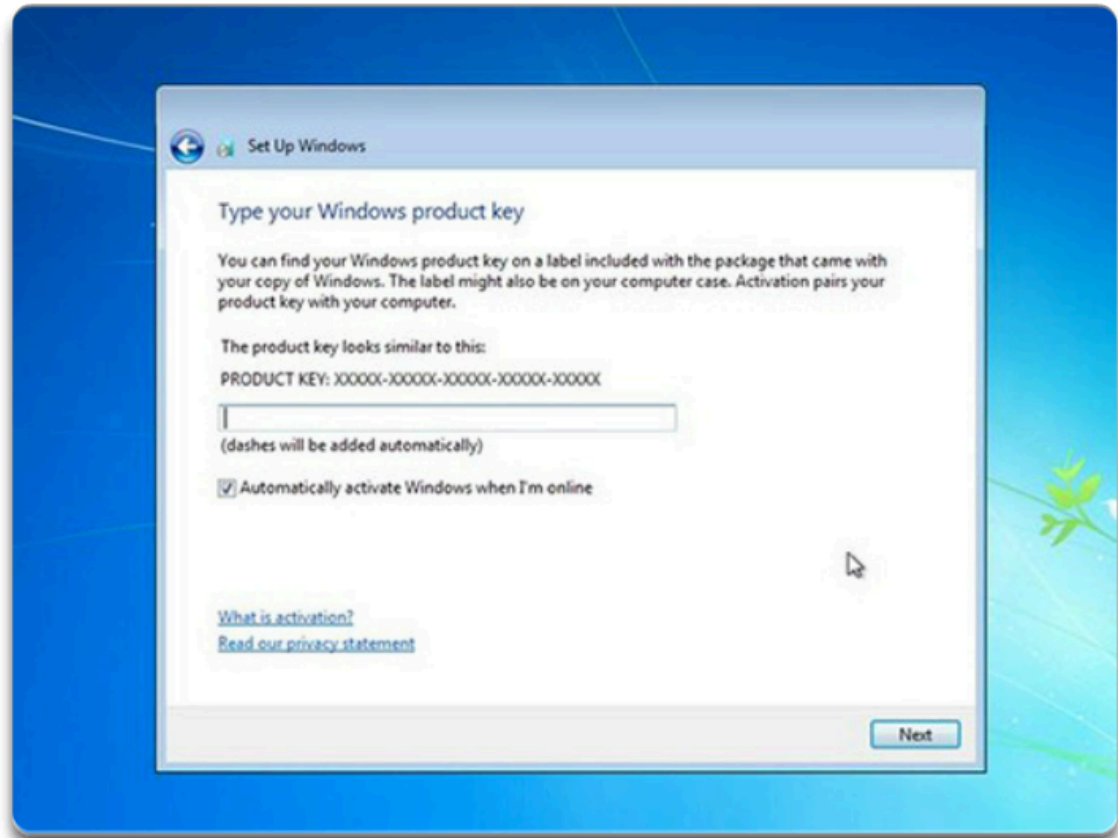 Set Up Windows
Type your Windows product key
You can find your Windows product key on a label included with the package that came with
your copy of Windows. The label might also be on your computer case. Activation pairs your
product key with your computer.
The product key looks similar to this:
PRODUCT KEY: XXXXX-XXXXX-XXXXX-XXXXX-XXXXX
(dashes will be added automatically)
Automatically activate Windows when I'm online
What is activation?
Read our privacy statement
Next